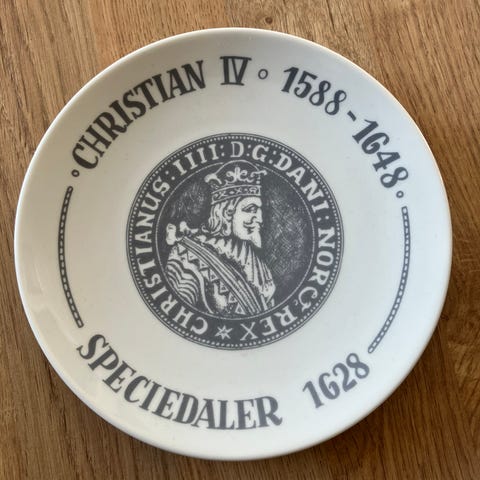 CHRISTIAN IV ∘ 1588-1648
CHRISTIANUS:IIII:D:G:DANI:NORG:REX
SPECIEDALER 1628